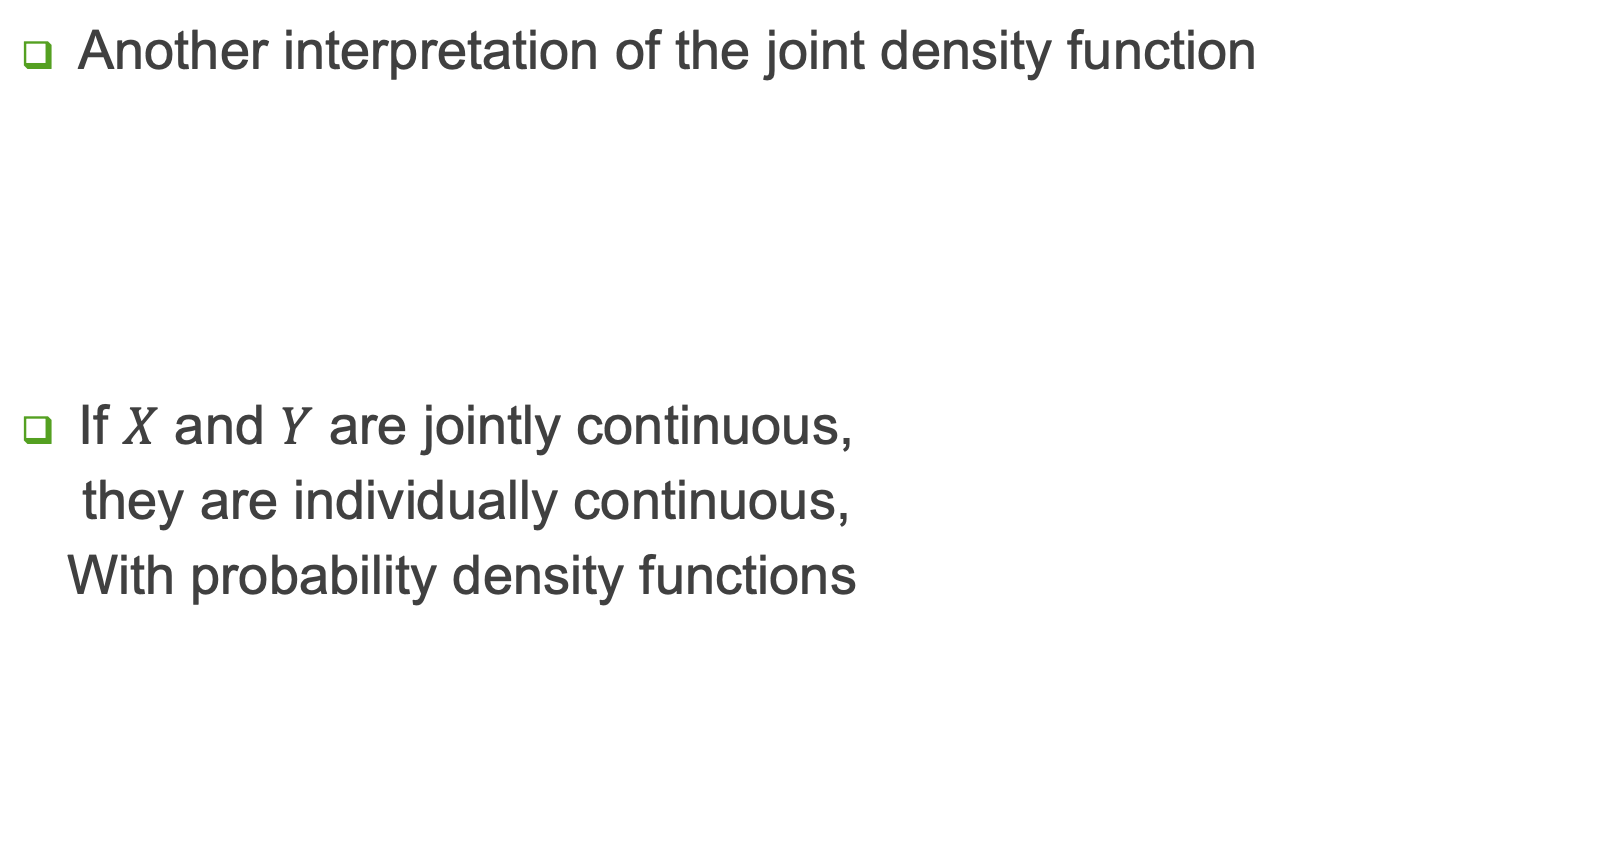 Another interpretation of the joint density function
If X and Y are jointly continuous,
they are individually continuous,
With probability density functions